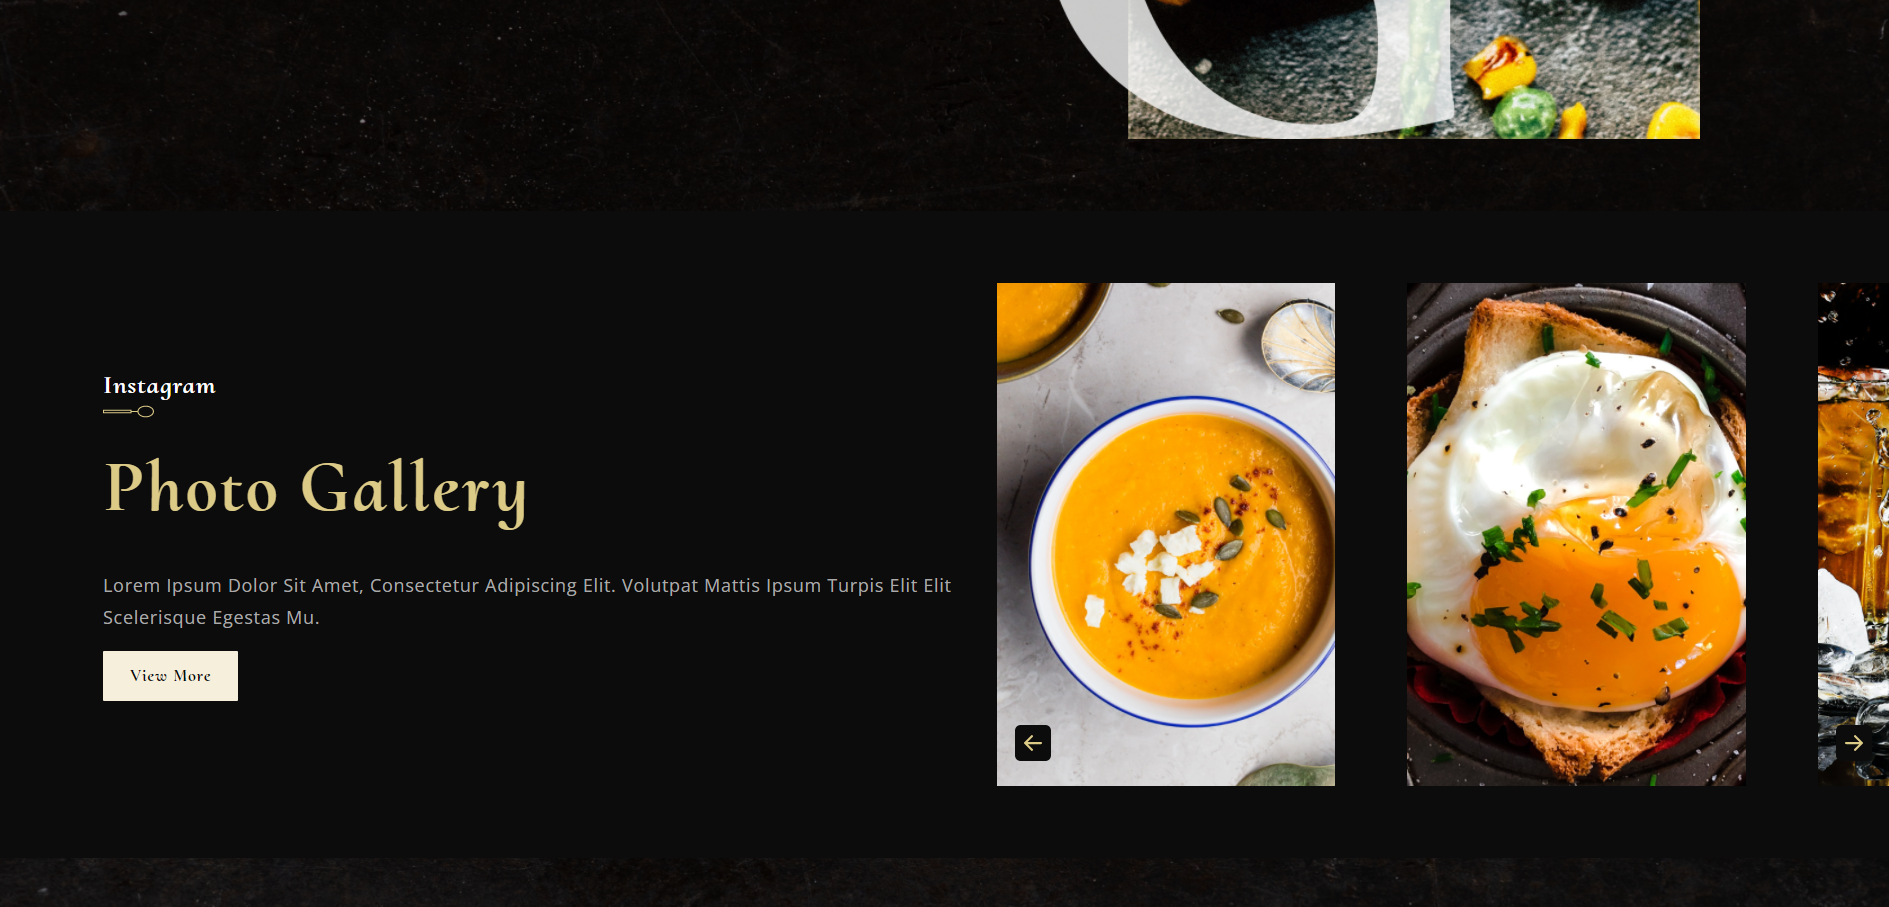 G
Instagram
Photo Gallery
Lorem Ipsum Dolor Sit Amet, Consectetur Adipiscing Elit. Volutpat Mattis Ipsum Turpis Elit Elit
Scelerisque Egestas Mu.
View More